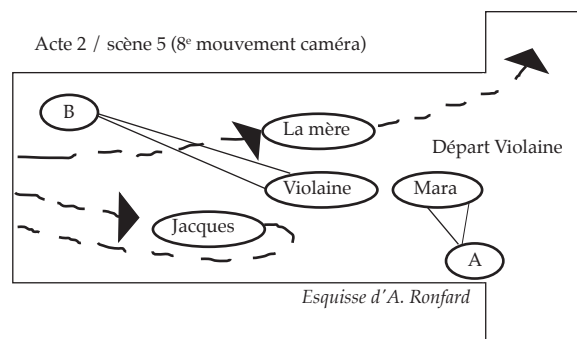 Acte 2 / scène 5 (8e mouvement caméra)
B
La mère
Départ Violaine
Violaine
Mara
Jacques
A
Esquisse d'A. Ronfard